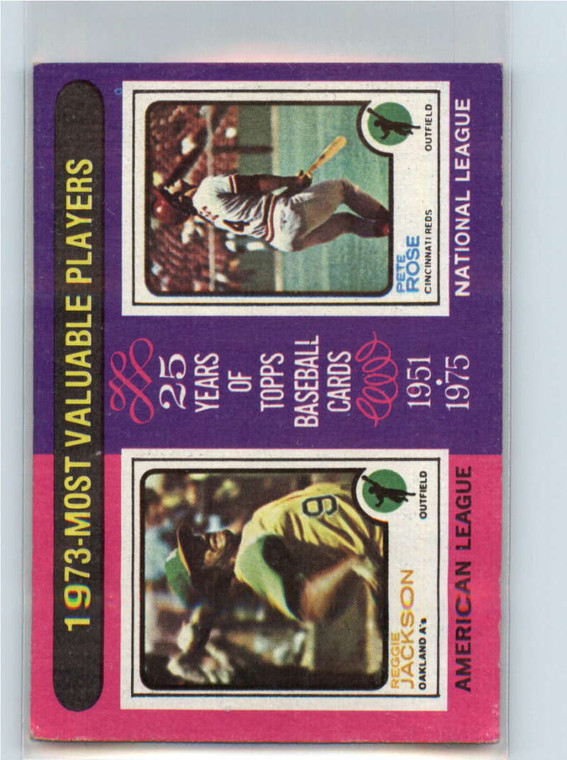 1973-MOST VALUABLE PLAYERS
REGGIE
JACKSON
OAKLAND A's
OUTFIELD
9
AMERICAN LEAGUE
25
YEARS
OF
TOPPS
BASEBALL
CARDS
1951
•
1975
PETE
ROSE
CINCINNATI REDS
OUTFIELD
NATIONAL LEAGUE